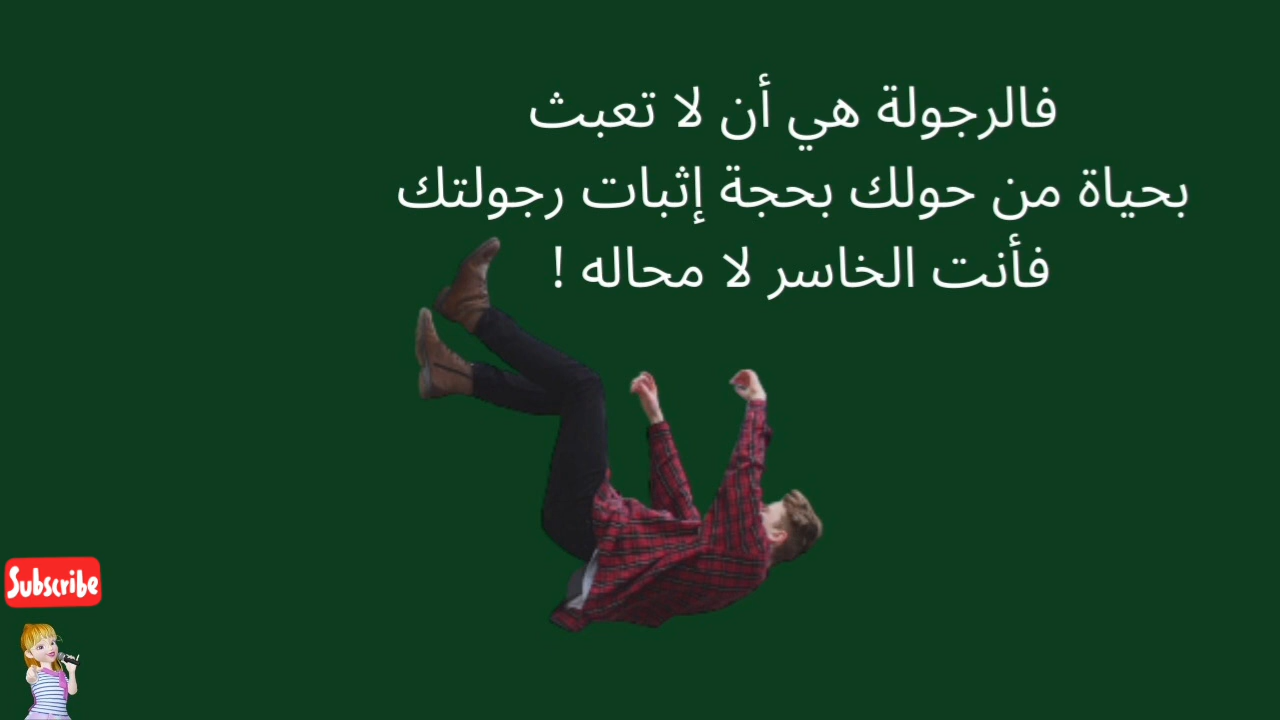 فالرجولة هي أن لا تعبث
بحياة من حولك بحجة إثبات رجولتك
فأنت الخاسر لا محاله !
Subscribe